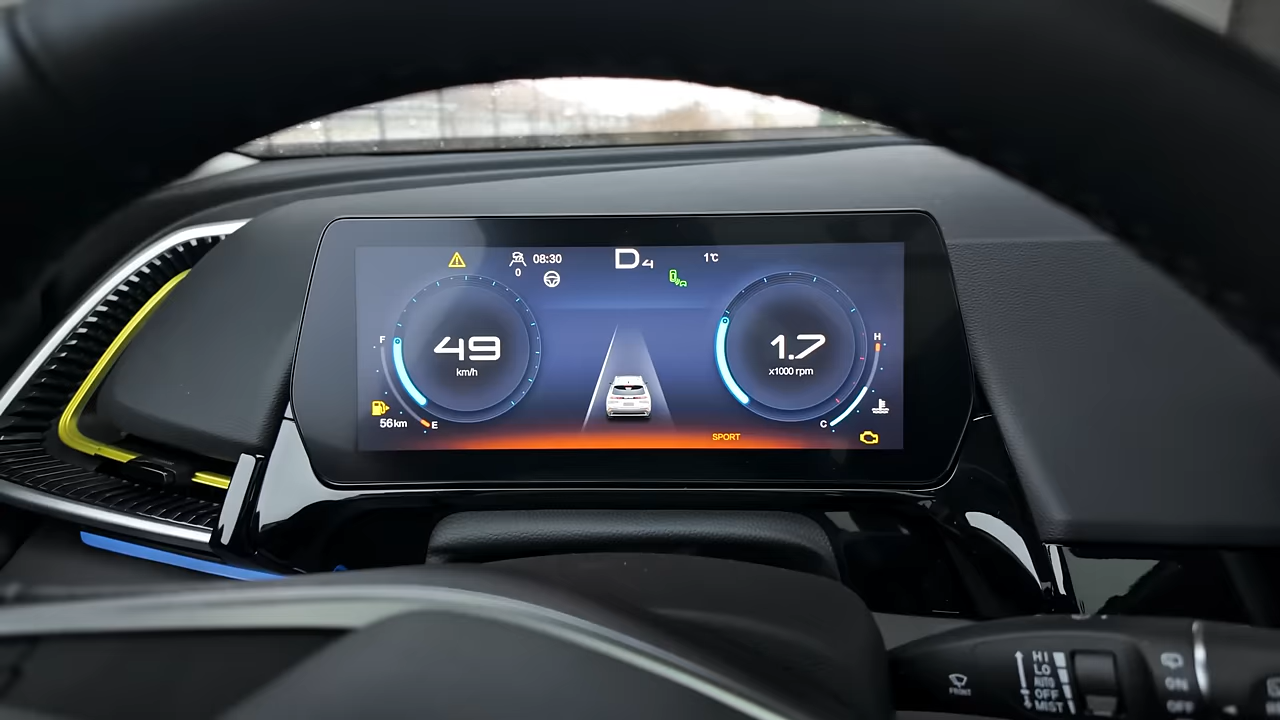 08:30
D4
1℃
0
F
49
km/h
1.7
x1000 rpm
H
56km
E
C
SPORT
HI
LO
AUTO
OFF
MIST
FRONT
ON
OFF